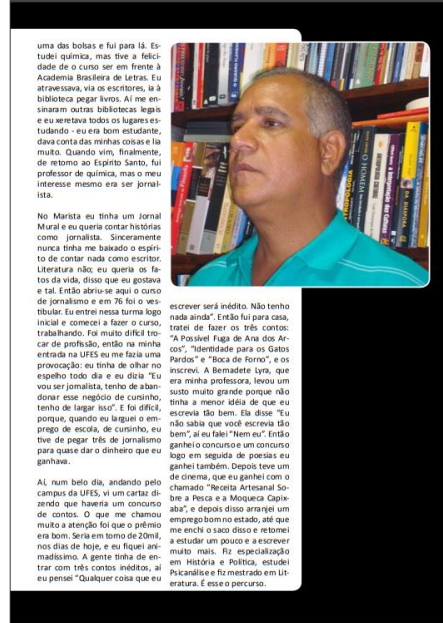 uma das bolsas e fui para lá. Es-
tudei química, mas tive a felici-
dade de o curso ser em frente à
Academia Brasileira de Letras. Eu
atravessava, via os escritores, ia à
biblioteca pegar livros. Aí me en-
sinaram outras bibliotecas legais
e eu xeretava todos os lugares es-
tudando - eu era bom estudante,
dava conta das minhas coisas e lia
muito. Quando vim, finalmente,
de retorno ao Espírito Santo, fui
professor de química, mas o meu
interesse mesmo era ser jornal-
ista.
No Marista eu tinha um Jornal
Mural e eu queria contar histórias
como jornalista. Sinceramente
nunca tinha me baixado o espíri-
to de contar nada como escritor.
Literatura não; eu queria os fa-
tos da vida, disso que eu gostava
e tal. Então abriu-se aqui o curso
de jornalismo e em 76 foi o ves-
tibular. Eu entrei nessa turma logo
inicial e comecei a fazer o curso,
trabalhando. Foi muito difícil tro-
car de profissão, então na minha
entrada na UFES eu me fazia uma
provocação: eu tinha de olhar no
espelho todo dia e eu dizia "Eu
vou ser jornalista, tenho de aban-
donar esse negócio de cursinho,
tenho de largar isso". E foi difícil,
porque, quando eu larguei o em-
prego de escola, de cursinho, eu
tive de pegar três de jornalismo
para quase dar o dinheiro que eu
ganhava.
Aí, num belo dia, andando pelo
campus da UFES, vi um cartaz di-
zendo que haveria um concurso
de contos. O que me chamou
muito a atenção foi que o prêmio
era bom. Seria em torno de 20mil,
nos dias de hoje, e eu fiquei ani-
madíssimo. A gente tinha de en-
trar com três contos inéditos, aí
eu pensei "Qualquer coisa que eu
escrever será inédito. Não tenho
nada ainda". Então fui para casa,
tratei de fazer os três contos:
"A Possível Fuga de Ana dos Ar-
cos", "Identidade para os Gatos
Pardos" e "Boca de Forno", e os
inscrevi. A Bernadete Lyra, que
era minha professora, levou um
susto muito grande porque não
tinha a menor idéia de que eu
escrevia tão bem. Ela disse "Eu
não sabia que você escrevia tão
bem", aí eu falei "Nem eu". Então
ganhei o concurso e um concurso
logo em seguida de poesias eu
ganhei também. Depois teve um
de cinema, que eu ganhei com o
chamado "Receita Artesanal So-
bre a Pesca e a Moqueca Capix-
aba", e depois disso arranjei um
emprego bom no estado, até que
me enchi o saco disso e retomei
a estudar um pouco e a escrever
muito mais. Fiz especialização
em História e Política, estudei
Psicanálise e fiz mestrado em Lit-
eratura. É esse o percurso.
O HOMEM
a Interpretação das Culturas